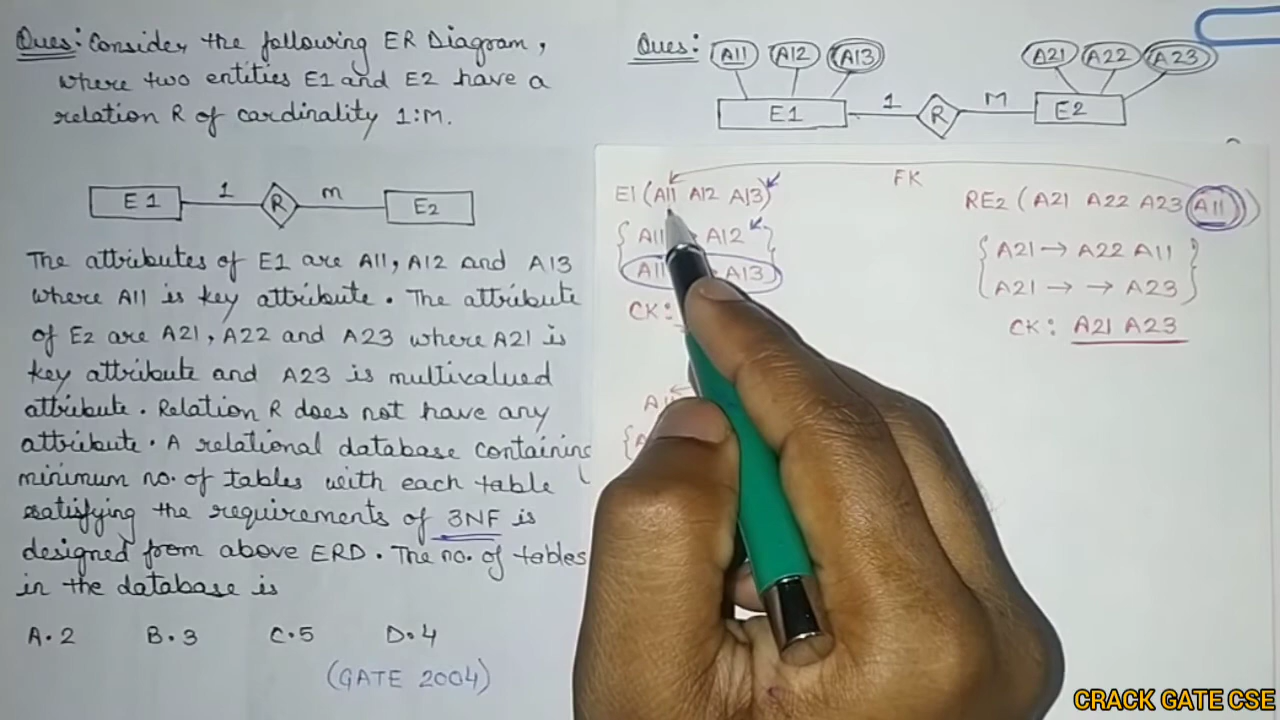 Ques: Consider the following ER Diagram,
where two entities E1 and E2 have a
relation R of cardinality 1:M.
E1 1 R m E2
The attributes of E1 are A11, A12 and A13
where A11 is key attribute. The attribute
of E2 are A21, A22 and A23 where A21 is
key attribute and A23 is multivalued
attribute. Relation R does not have any
attribute. A relational database containing
minimum no. of tables with each table
satisfying the requirements of 3NF is
designed from above ERD. The no. of tables
in the database is
A. 2 B. 3 C. 5 D. 4
(GATE 2004)
Ques:
A11 A12 A13 A21 A22 A23
E1 1 R M E2
FK
E1 (A11 A12 A13)
{ A11 → A12 }
A11 A13
CK:
RE2 (A21 A22 A23 A11)
{ A21 → A22 A11 }
A21 → → A23
CK: A21 A23
CRACK GATE CSE